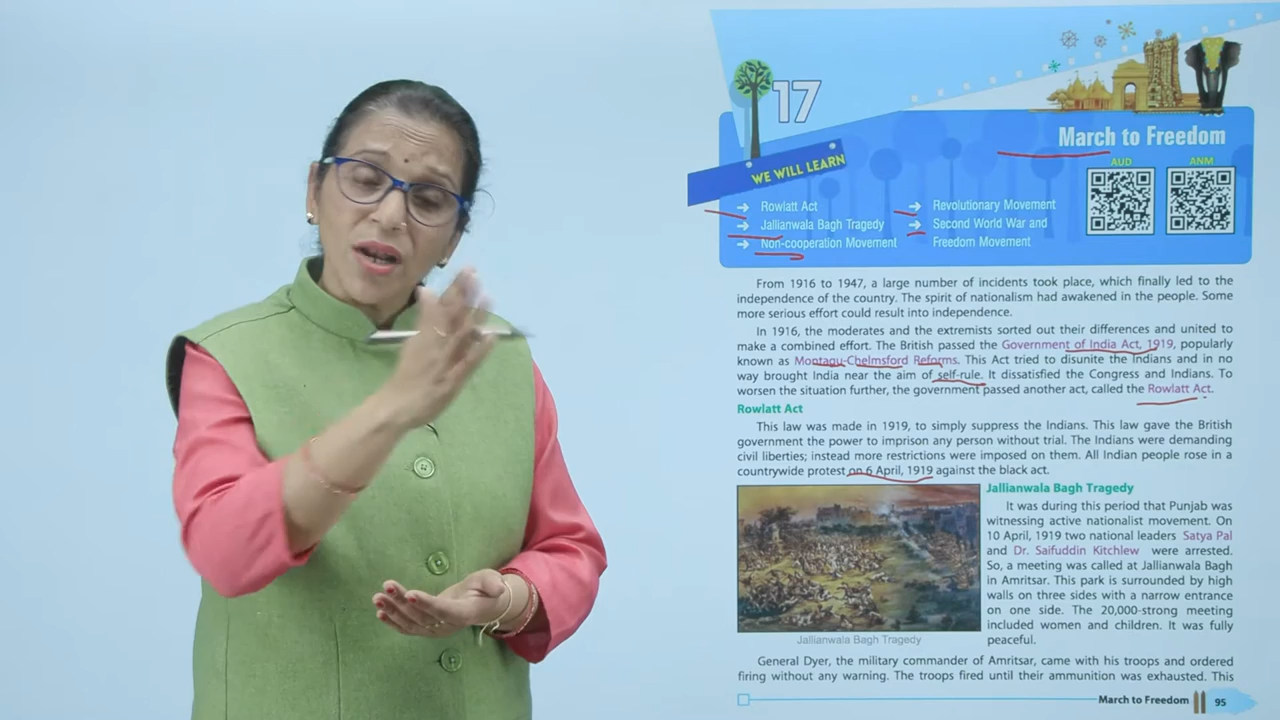 17
March to Freedom
AUD
ANM
WE WILL LEARN
Rowlatt Act
Jallianwala Bagh Tragedy
Non-cooperation Movement
Revolutionary Movement
Second World War and
Freedom Movement
From 1916 to 1947, a large number of incidents took place, which finally led to the
independence of the country. The spirit of nationalism had awakened in the people. Some
more serious effort could result into independence.
In 1916, the moderates and the extremists sorted out their differences and united to
make a combined effort. The British passed the Government of India Act, 1919, popularly
known as Montagu-Chelmsford Reforms. This Act tried to disunite the Indians and in no
way brought India near the aim of self-rule. It dissatisfied the Congress and Indians. To
worsen the situation further, the government passed another act, called the Rowlatt Act.
Rowlatt Act
This law was made in 1919, to simply suppress the Indians. This law gave the British
government the power to imprison any person without trial. The Indians were demanding
civil liberties; instead more restrictions were imposed on them. All Indian people rose in a
countrywide protest on 6 April, 1919 against the black act.
Jallianwala Bagh Tragedy
It was during this period that Punjab was
witnessing active nationalist movement. On
10 April, 1919 two national leaders Satya Pal
and Dr. Saifuddin Kitchlew were arrested.
So, a meeting was called at Jallianwala Bagh
in Amritsar. This park is surrounded by high
walls on three sides with a narrow entrance
on one side. The 20,000-strong meeting
included women and children. It was fully
peaceful.
Jallianwala Bagh Tragedy
General Dyer, the military commander of Amritsar, came with his troops and ordered
firing without any warning. The troops fired until their ammunition was exhausted. This
March to Freedom 95